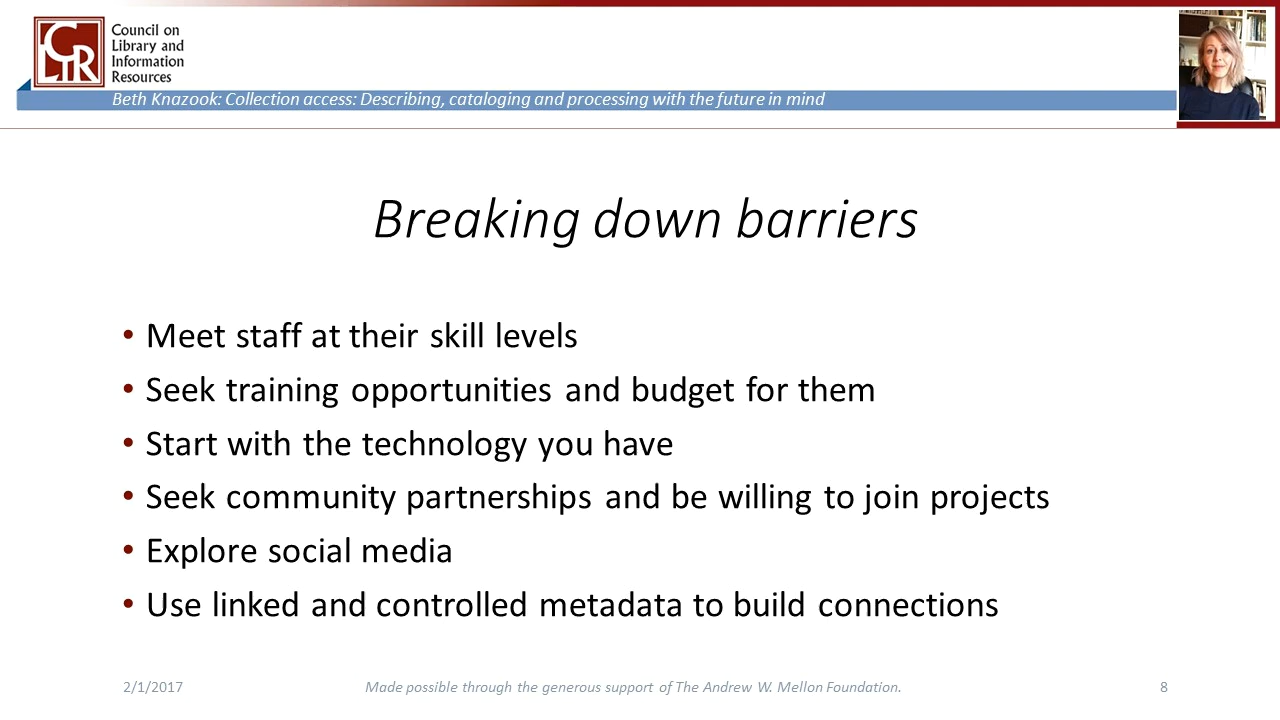 CLIR
Council on
Library and
Information
Resources
Beth Knazook: Collection access: Describing, cataloging and processing with the future in mind
Breaking down barriers
• Meet staff at their skill levels
• Seek training opportunities and budget for them
• Start with the technology you have
• Seek community partnerships and be willing to join projects
• Explore social media
• Use linked and controlled metadata to build connections
2/1/2017
Made possible through the generous support of The Andrew W. Mellon Foundation.
8